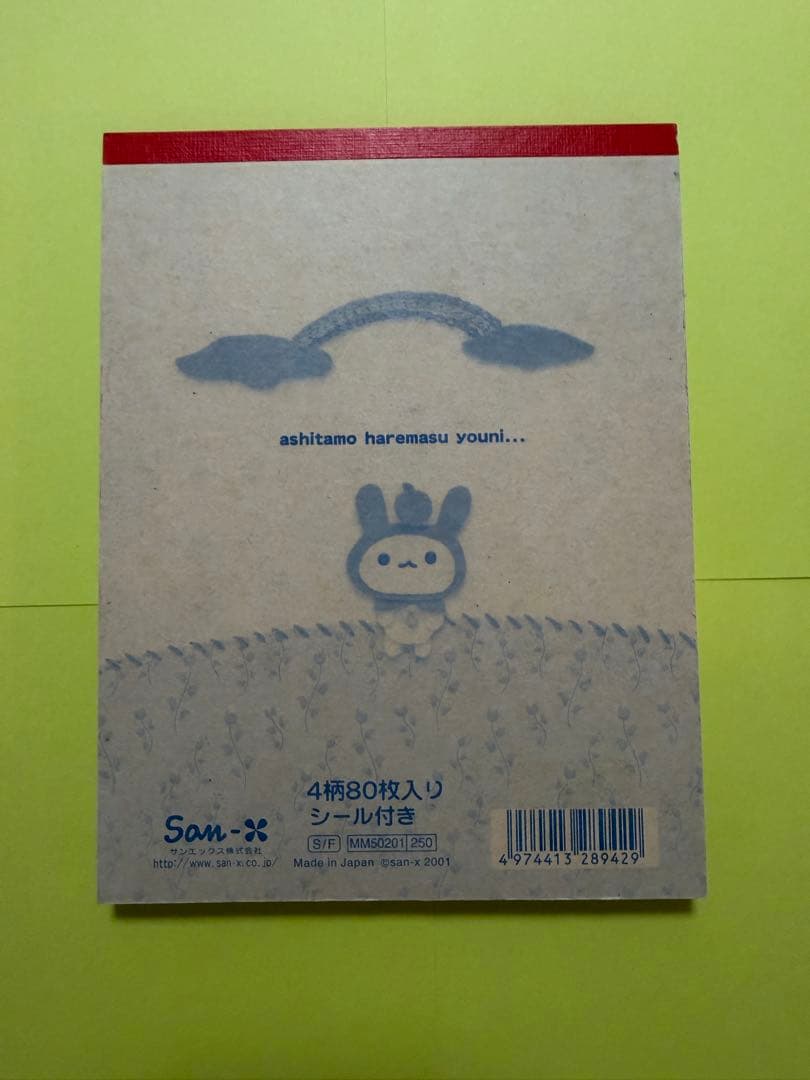 ashitamo haremasu youni...
4柄80枚入り
シール付き
San-X
サンエックス株式会社
http://www.san-x.co.jp/
S/F MM50201 250
Made in Japan ©san-x 2001
4 974413 289429